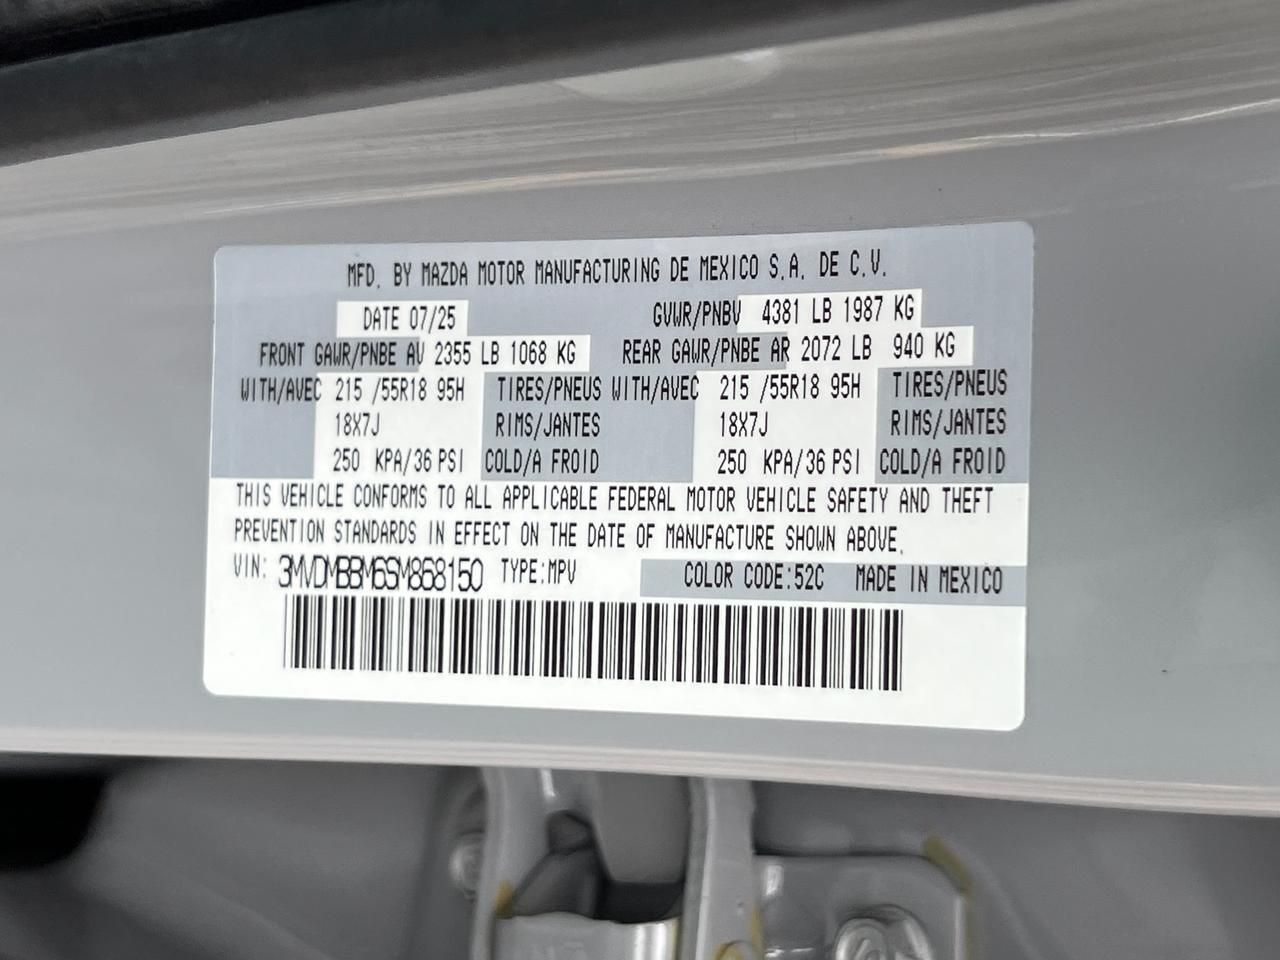 MFD. BY MAZDA MOTOR MANUFACTURING DE MEXICO S.A. DE C.V.
DATE 07/25 GVWR/PNBV 4381 LB 1987 KG
FRONT GAWR/PNBE AV 2355 LB 1068 KG REAR GAWR/PNBE AR 2072 LB 940 KG
WITH/AVEC 215 /55R18 95H TIRES/PNEUS WITH/AVEC 215 /55R18 95H TIRES/PNEUS
18X7J RIMS/JANTES 18X7J RIMS/JANTES
250 KPA/36 PSI COLD/A FROID 250 KPA/36 PSI COLD/A FROID
THIS VEHICLE CONFORMS TO ALL APPLICABLE FEDERAL MOTOR VEHICLE SAFETY AND THEFT
PREVENTION STANDARDS IN EFFECT ON THE DATE OF MANUFACTURE SHOWN ABOVE.
VIN: 3MVDMBBM6SM868150 TYPE:MPV COLOR CODE:52C MADE IN MEXICO